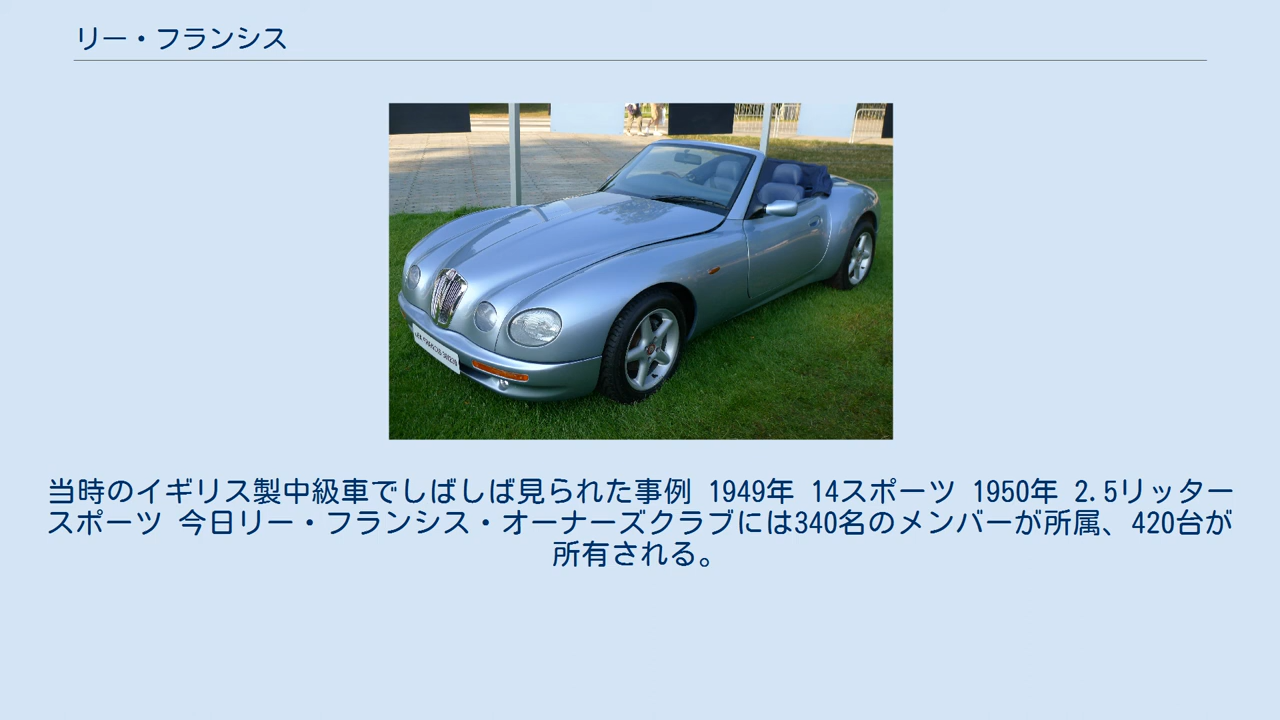 リー・フランシス
当時のイギリス製中級車でしばしば見られた事例 1949年 14スポーツ 1950年 2.5リッター
スポーツ 今日リー・フランシス・オーナーズクラブには340名のメンバーが所属、420台が
所有される。